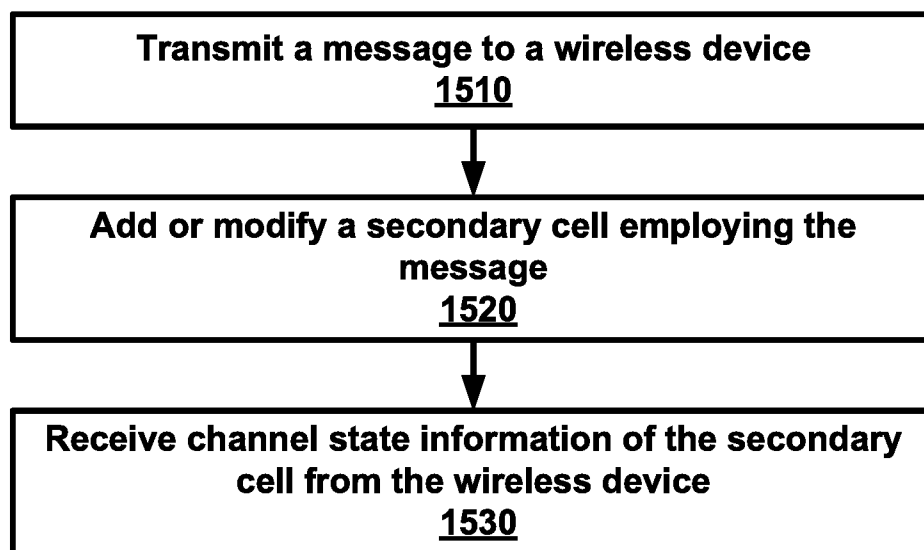 Transmit a message to a wireless device
1510
Add or modify a secondary cell employing the
message
1520
Receive channel state information of the secondary
cell from the wireless device
1530